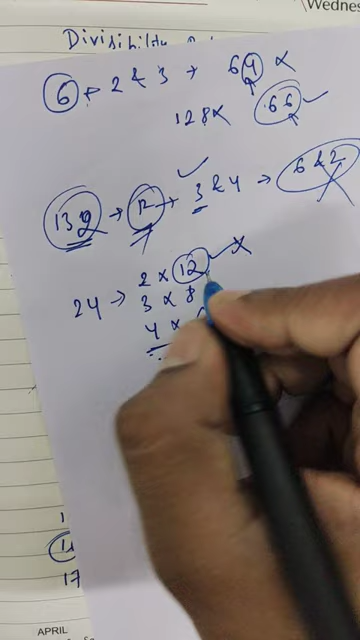 Wednes
Divisibility
6 → 2 & 3 → 64 X
128 X 66 ✓
132 → 12 → 3 & 4 → 6 & 2
24 → 2 × 12 ✓ X
3 × 8
4 ×
17
APRIL